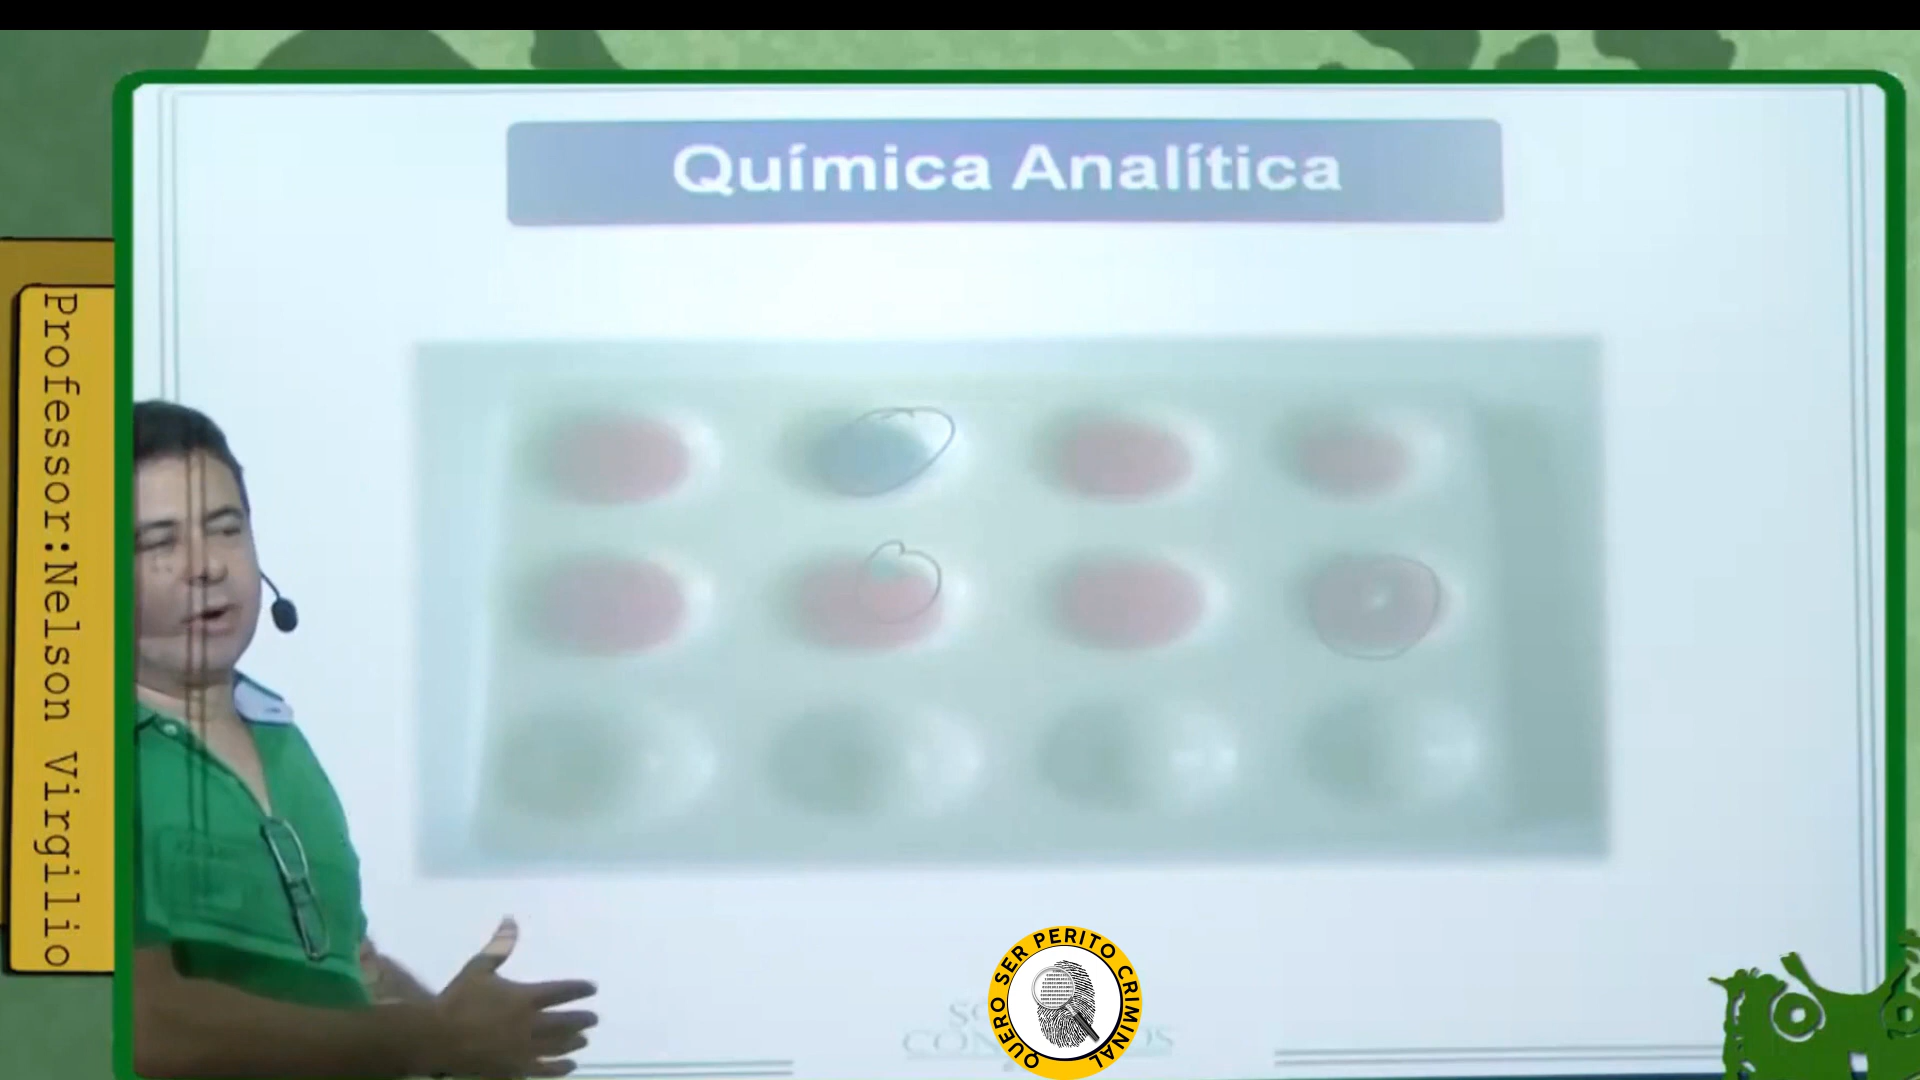 Química Analítica
Professor:Nelson Virgilio
QUERO SER PERITO CRIMINAL